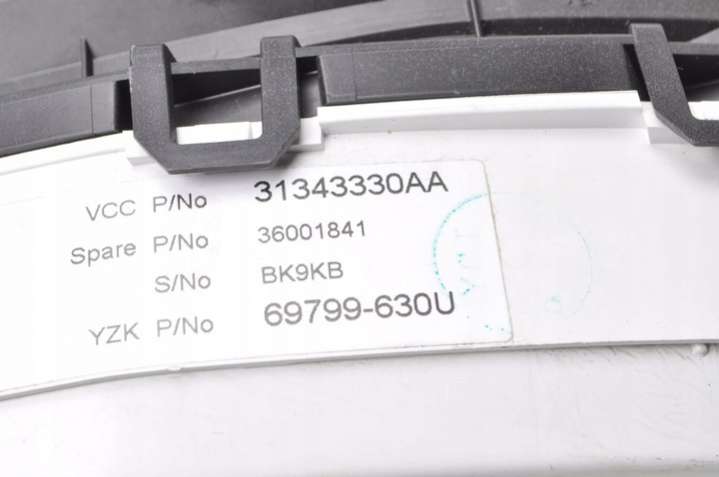 VCC P/No 31343330AA
Spare P/No 36001841
S/No BK9KB
YZK P/No 69799-630U